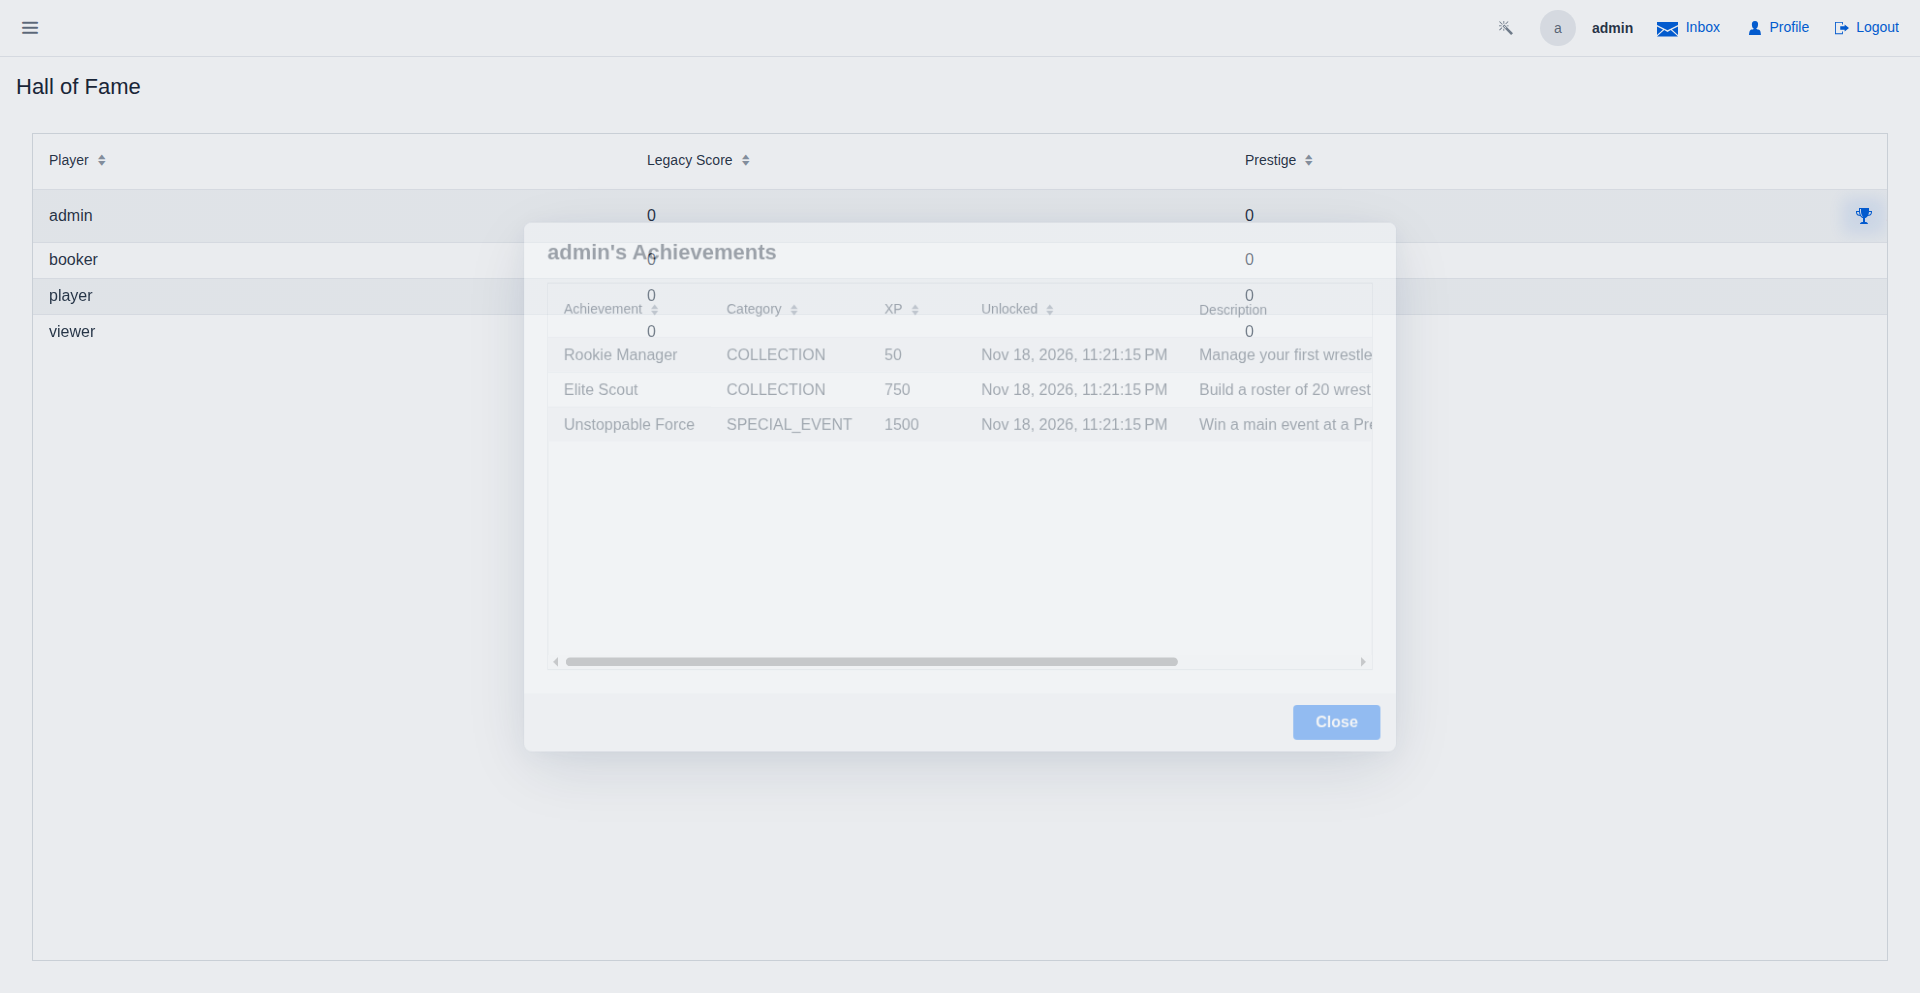 a admin Inbox Profile Logout
Hall of Fame
Player Legacy Score Prestige
admin 0 0
booker 0 0
player 0 0
viewer 0 0
admin's Achievements
Achievement Category XP Unlocked Description
Rookie Manager COLLECTION 50 Nov 18, 2026, 11:21:15 PM Manage your first wrestle
Elite Scout COLLECTION 750 Nov 18, 2026, 11:21:15 PM Build a roster of 20 wrest
Unstoppable Force SPECIAL_EVENT 1500 Nov 18, 2026, 11:21:15 PM Win a main event at a Pre
Close